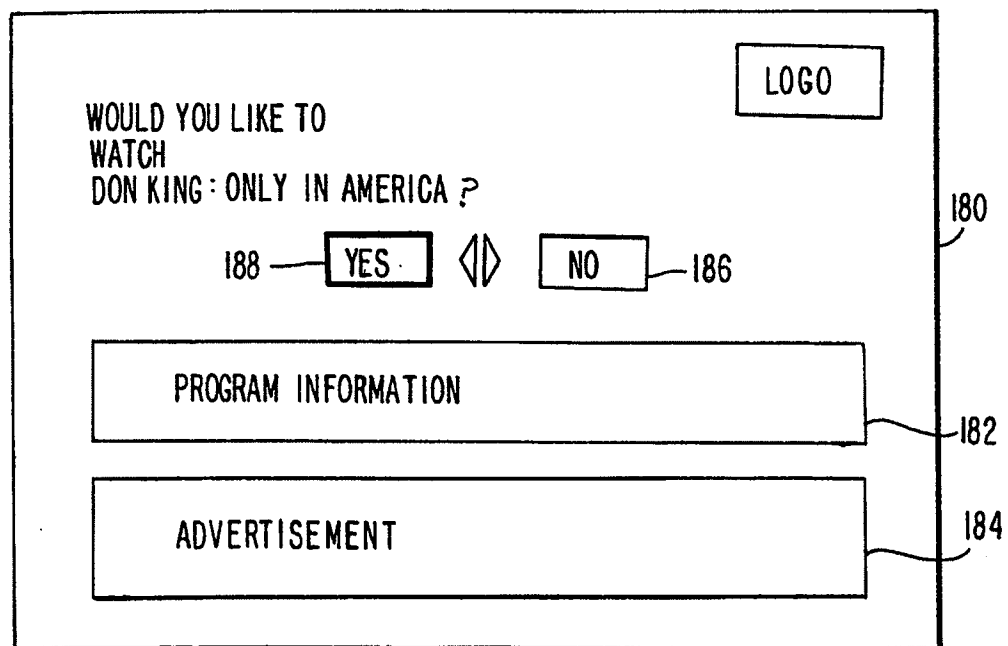 LOGO
WOULD YOU LIKE TO
WATCH
DON KING: ONLY IN AMERICA?
180
188 YES NO 186
PROGRAM INFORMATION
182
ADVERTISEMENT
184